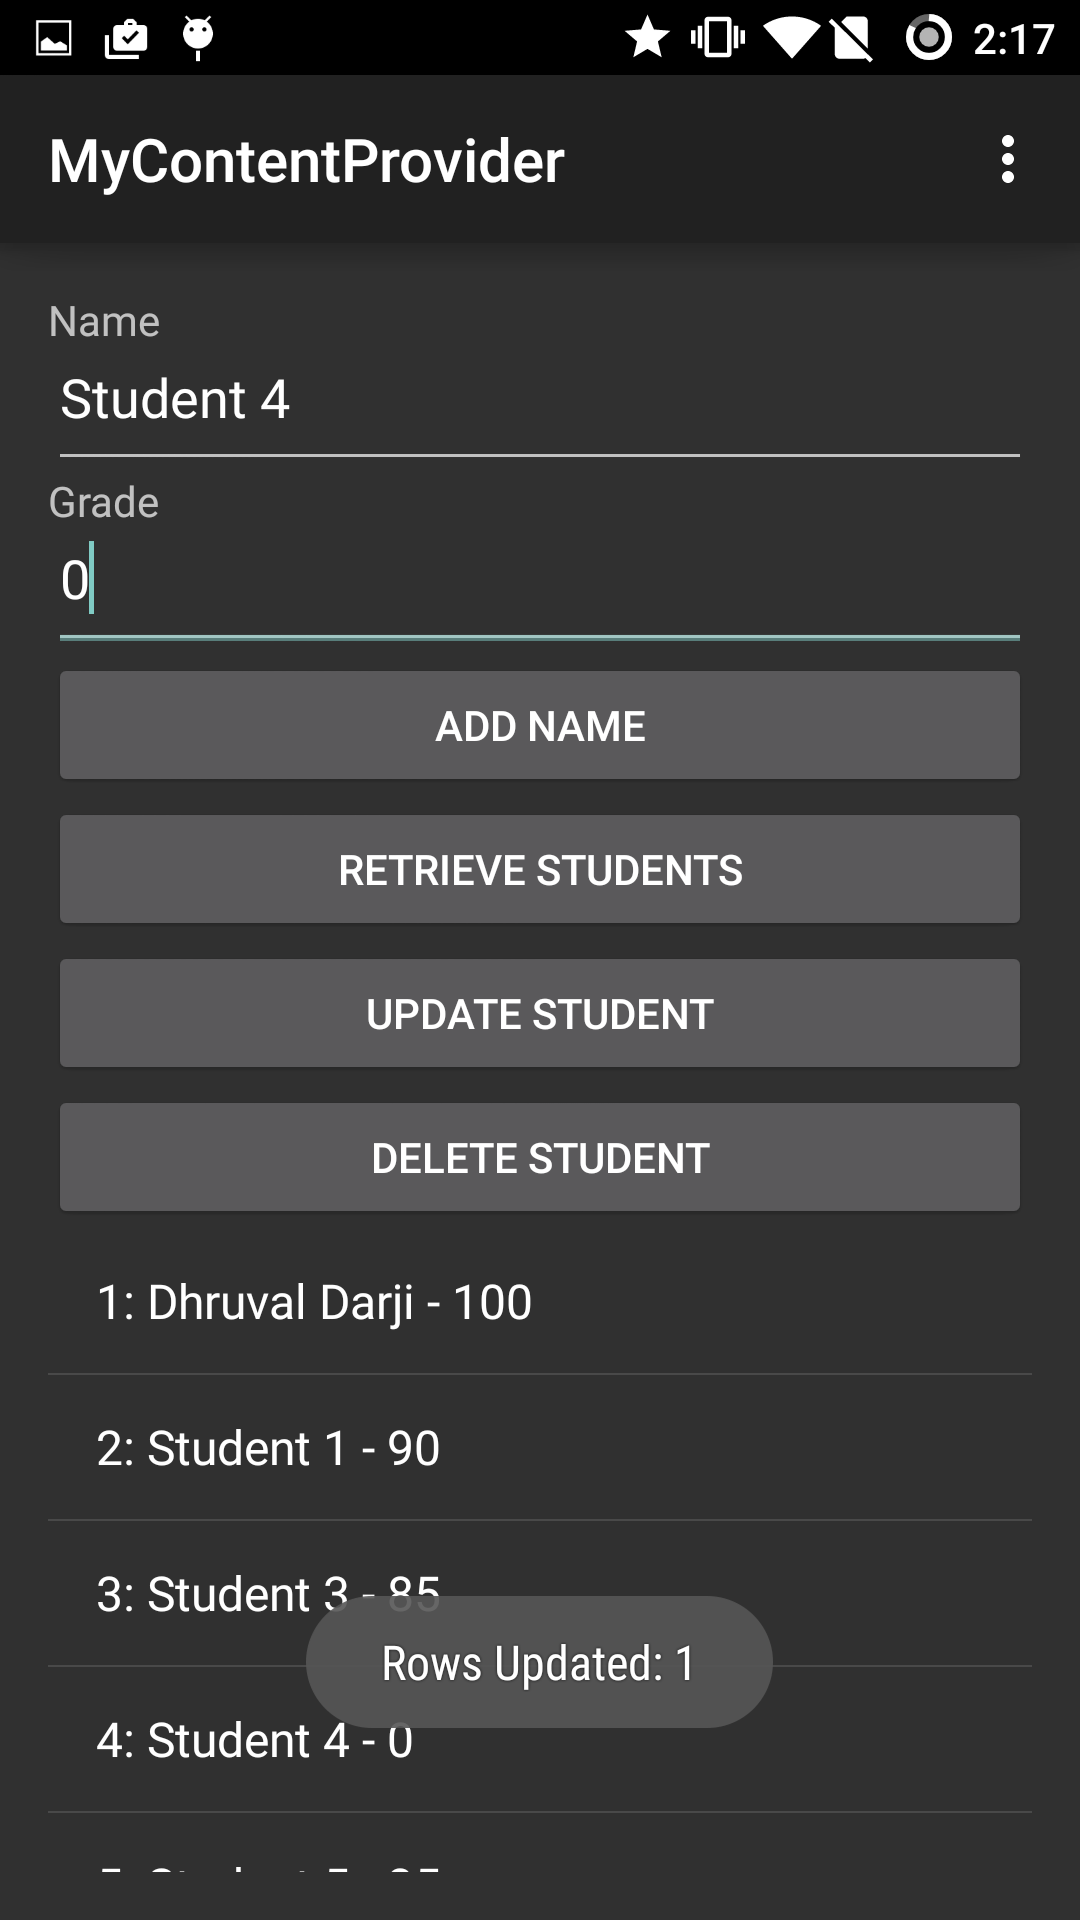 2:17
MyContentProvider
Name
Student 4
Grade
0
ADD NAME
RETRIEVE STUDENTS
UPDATE STUDENT
DELETE STUDENT
1: Dhruval Darji - 100
2: Student 1 - 90
3: Student 3 - 85
Rows Updated: 1
4: Student 4 - 0